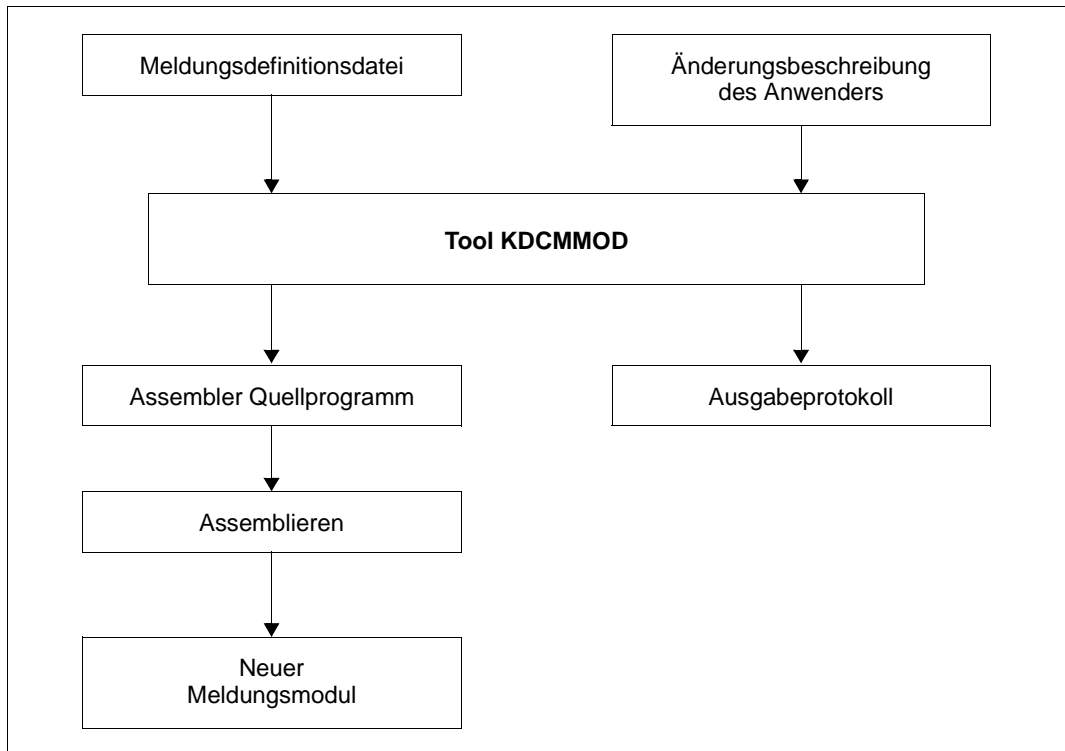 Meldungsdefinitionsdatei
Änderungsbeschreibung
des Anwenders
Tool KDCMMOD
Assembler Quellprogramm
Ausgabeprotokoll
Assemblieren
Neuer
Meldungsmodul